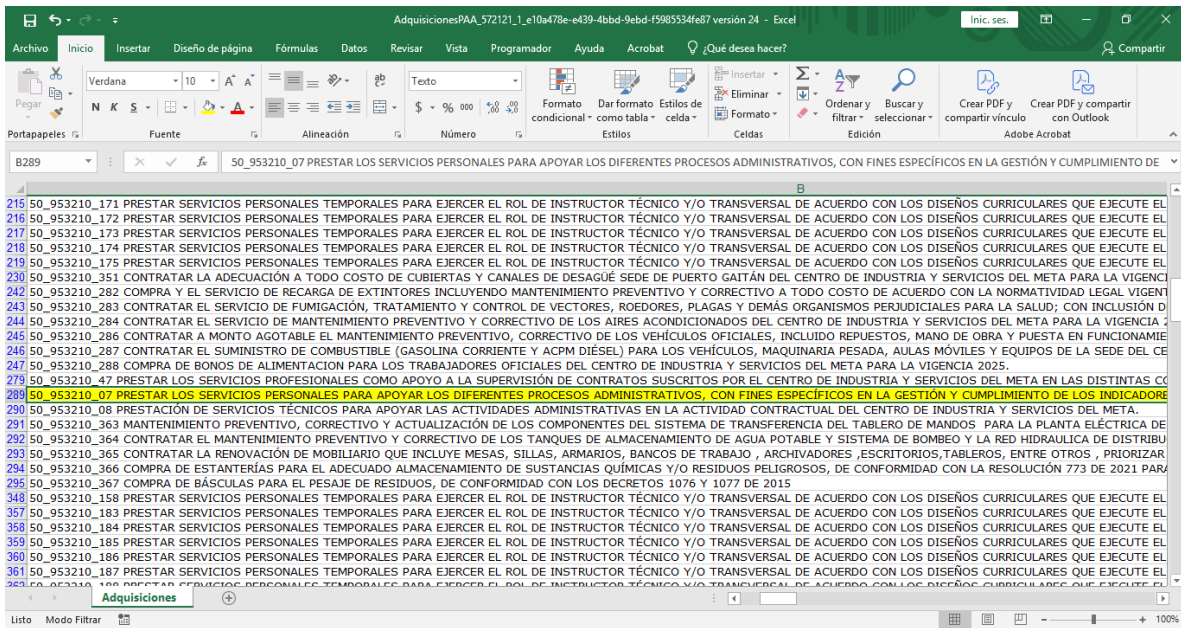 AdquisicionesPAA_572121_1_e10a478e-e439-4bbd-9ebd-f5985534fe87 versión 24 - Excel
Inic. ses.
Archivo Inicio Insertar Diseño de página Fórmulas Datos Revisar Vista Programador Ayuda Acrobat ¿Qué desea hacer? Compartir
Pegar
Verdana 10
N K S
Texto
$ % 000
Formato condicional
Dar formato como tabla
Estilos de celda
Insertar
Eliminar
Formato
Ordenar y filtrar
Buscar y seleccionar
Crear PDF y compartir vínculo
Crear PDF y compartir con Outlook
Portapapeles Fuente Alineación Número Estilos Celdas Edición Adobe Acrobat
B289 fx 50_953210_07 PRESTAR LOS SERVICIOS PERSONALES PARA APOYAR LOS DIFERENTES PROCESOS ADMINISTRATIVOS, CON FINES ESPECÍFICOS EN LA GESTIÓN Y CUMPLIMIENTO DE
B
215 50_953210_171 PRESTAR SERVICIOS PERSONALES TEMPORALES PARA EJERCER EL ROL DE INSTRUCTOR TÉCNICO Y/O TRANSVERSAL DE ACUERDO CON LOS DISEÑOS CURRICULARES QUE EJECUTE EL
216 50_953210_172 PRESTAR SERVICIOS PERSONALES TEMPORALES PARA EJERCER EL ROL DE INSTRUCTOR TÉCNICO Y/O TRANSVERSAL DE ACUERDO CON LOS DISEÑOS CURRICULARES QUE EJECUTE EL
217 50_953210_173 PRESTAR SERVICIOS PERSONALES TEMPORALES PARA EJERCER EL ROL DE INSTRUCTOR TÉCNICO Y/O TRANSVERSAL DE ACUERDO CON LOS DISEÑOS CURRICULARES QUE EJECUTE EL
218 50_953210_174 PRESTAR SERVICIOS PERSONALES TEMPORALES PARA EJERCER EL ROL DE INSTRUCTOR TÉCNICO Y/O TRANSVERSAL DE ACUERDO CON LOS DISEÑOS CURRICULARES QUE EJECUTE EL
219 50_953210_175 PRESTAR SERVICIOS PERSONALES TEMPORALES PARA EJERCER EL ROL DE INSTRUCTOR TÉCNICO Y/O TRANSVERSAL DE ACUERDO CON LOS DISEÑOS CURRICULARES QUE EJECUTE EL
230 50_953210_351 CONTRATAR LA ADECUACIÓN A TODO COSTO DE CUBIERTAS Y CANALES DE DESAGÜÉ SEDE DE PUERTO GAITÁN DEL CENTRO DE INDUSTRIA Y SERVICIOS DEL META PARA LA VIGENCI
242 50_953210_282 COMPRA Y EL SERVICIO DE RECARGA DE EXTINTORES INCLUYENDO MANTENIMIENTO PREVENTIVO Y CORRECTIVO A TODO COSTO DE ACUERDO CON LA NORMATIVIDAD LEGAL VIGENT
243 50_953210_283 CONTRATAR EL SERVICIO DE FUMIGACIÓN, TRATAMIENTO Y CONTROL DE VECTORES, ROEDORES, PLAGAS Y DEMÁS ORGANISMOS PERJUDICIALES PARA LA SALUD; CON INCLUSIÓN D
244 50_953210_284 CONTRATAR EL SERVICIO DE MANTENIMIENTO PREVENTIVO Y CORRECTIVO DE LOS AIRES ACONDICIONADOS DEL CENTRO DE INDUSTRIA Y SERVICIOS DEL META PARA LA VIGENCIA 2
245 50_953210_286 CONTRATAR A MONTO AGOTABLE EL MANTENIMIENTO PREVENTIVO, CORRECTIVO DE LOS VEHÍCULOS OFICIALES, INCLUIDO REPUESTOS, MANO DE OBRA Y PUESTA EN FUNCIONAMIE
246 50_953210_287 CONTRATAR EL SUMINISTRO DE COMBUSTIBLE (GASOLINA CORRIENTE Y ACPM DIÉSEL) PARA LOS VEHÍCULOS, MAQUINARIA PESADA, AULAS MÓVILES Y EQUIPOS DE LA SEDE DEL CE
247 50_953210_288 COMPRA DE BONOS DE ALIMENTACION PARA LOS TRABAJADORES OFICIALES DEL CENTRO DE INDUSTRIA Y SERVICIOS DEL META PARA LA VIGENCIA 2025.
279 50_953210_47 PRESTAR LOS SERVICIOS PROFESIONALES COMO APOYO A LA SUPERVISIÓN DE CONTRATOS SUSCRITOS POR EL CENTRO DE INDUSTRIA Y SERVICIOS DEL META EN LAS DISTINTAS CO
289 50_953210_07 PRESTAR LOS SERVICIOS PERSONALES PARA APOYAR LOS DIFERENTES PROCESOS ADMINISTRATIVOS, CON FINES ESPECÍFICOS EN LA GESTIÓN Y CUMPLIMIENTO DE LOS INDICADORE
290 50_953210_08 PRESTACIÓN DE SERVICIOS TÉCNICOS PARA APOYAR LAS ACTIVIDADES ADMINISTRATIVAS EN LA ACTIVIDAD CONTRACTUAL DEL CENTRO DE INDUSTRIA Y SERVICIOS DEL META.
291 50_953210_363 MANTENIMIENTO PREVENTIVO, CORRECTIVO Y ACTUALIZACIÓN DE LOS COMPONENTES DEL SISTEMA DE TRANSFERENCIA DEL TABLERO DE MANDOS PARA LA PLANTA ELÉCTRICA DE
292 50_953210_364 CONTRATAR EL MANTENIMIENTO PREVENTIVO Y CORRECTIVO DE LOS TANQUES DE ALMACENAMIENTO DE AGUA POTABLE Y SISTEMA DE BOMBEO Y LA RED HIDRAULICA DE DISTRIBU
293 50_953210_365 CONTRATAR LA RENOVACIÓN DE MOBILIARIO QUE INCLUYE MESAS, SILLAS, ARMARIOS, BANCOS DE TRABAJO , ARCHIVADORES ,ESCRITORIOS,TABLEROS, ENTRE OTROS , PRIORIZAR
294 50_953210_366 COMPRA DE ESTANTERÍAS PARA EL ADECUADO ALMACENAMIENTO DE SUSTANCIAS QUÍMICAS Y/O RESIDUOS PELIGROSOS, DE CONFORMIDAD CON LA RESOLUCIÓN 773 DE 2021 PARA
295 50_953210_367 COMPRA DE BÁSCULAS PARA EL PESAJE DE RESIDUOS, DE CONFORMIDAD CON LOS DECRETOS 1076 Y 1077 DE 2015
348 50_953210_158 PRESTAR SERVICIOS PERSONALES TEMPORALES PARA EJERCER EL ROL DE INSTRUCTOR TÉCNICO Y/O TRANSVERSAL DE ACUERDO CON LOS DISEÑOS CURRICULARES QUE EJECUTE EL
357 50_953210_183 PRESTAR SERVICIOS PERSONALES TEMPORALES PARA EJERCER EL ROL DE INSTRUCTOR TÉCNICO Y/O TRANSVERSAL DE ACUERDO CON LOS DISEÑOS CURRICULARES QUE EJECUTE EL
358 50_953210_184 PRESTAR SERVICIOS PERSONALES TEMPORALES PARA EJERCER EL ROL DE INSTRUCTOR TÉCNICO Y/O TRANSVERSAL DE ACUERDO CON LOS DISEÑOS CURRICULARES QUE EJECUTE EL
359 50_953210_185 PRESTAR SERVICIOS PERSONALES TEMPORALES PARA EJERCER EL ROL DE INSTRUCTOR TÉCNICO Y/O TRANSVERSAL DE ACUERDO CON LOS DISEÑOS CURRICULARES QUE EJECUTE EL
360 50_953210_186 PRESTAR SERVICIOS PERSONALES TEMPORALES PARA EJERCER EL ROL DE INSTRUCTOR TÉCNICO Y/O TRANSVERSAL DE ACUERDO CON LOS DISEÑOS CURRICULARES QUE EJECUTE EL
361 50_953210_187 PRESTAR SERVICIOS PERSONALES TEMPORALES PARA EJERCER EL ROL DE INSTRUCTOR TÉCNICO Y/O TRANSVERSAL DE ACUERDO CON LOS DISEÑOS CURRICULARES QUE EJECUTE EL
Adquisiciones
Listo Modo Filtrar 100%